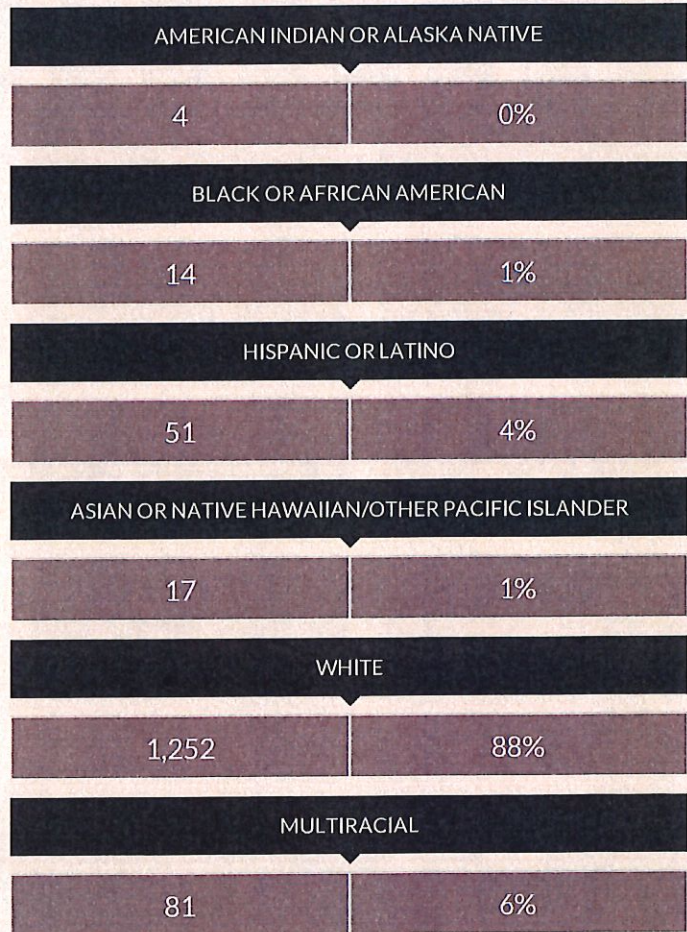 AMERICAN INDIAN OR ALASKA NATIVE
4 0%
BLACK OR AFRICAN AMERICAN
14 1%
HISPANIC OR LATINO
51 4%
ASIAN OR NATIVE HAWAIIAN/OTHER PACIFIC ISLANDER
17 1%
WHITE
1,252 88%
MULTIRACIAL
81 6%